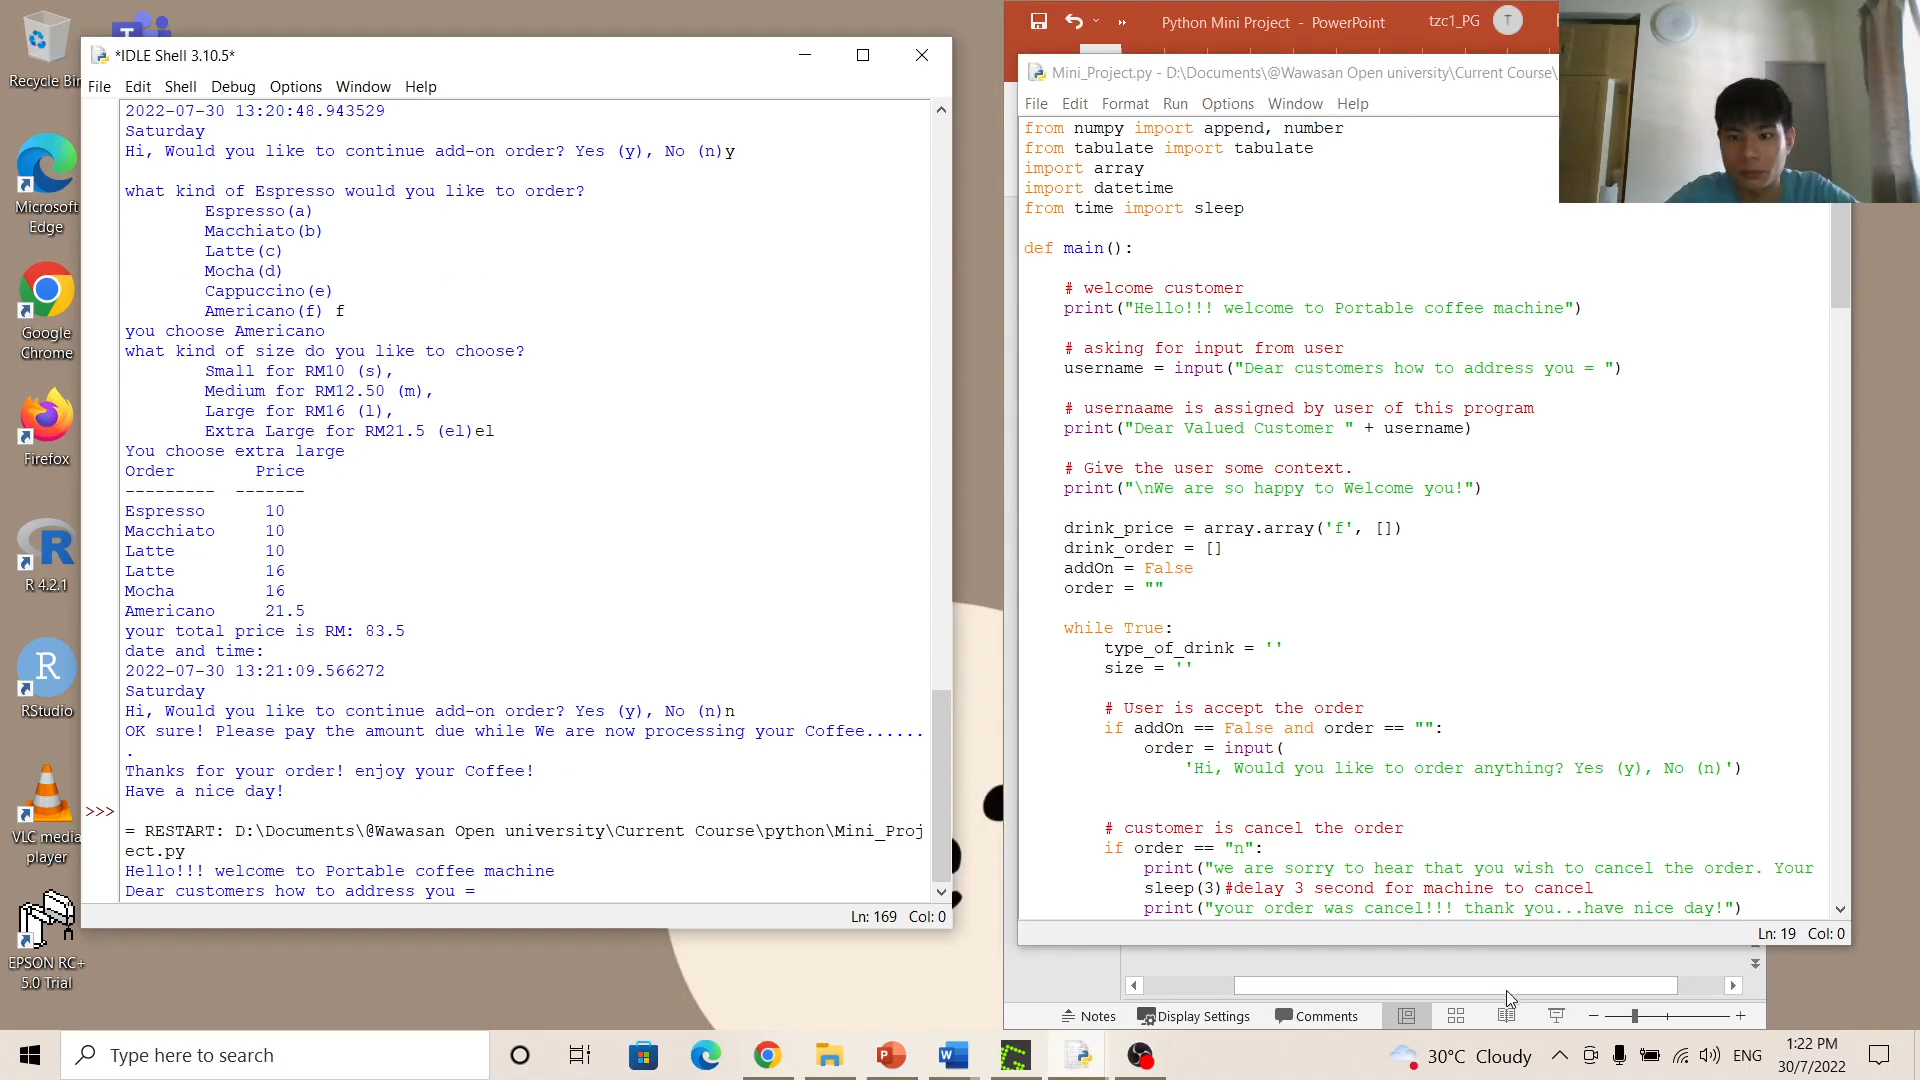 Recycle Bin
Microsoft
Edge
Google
Chrome
Firefox
R 4.2.1
RStudio
VLC media
player
EPSON RC+
5.0 Trial
*IDLE Shell 3.10.5*
File Edit Shell Debug Options Window Help
2022-07-30 13:20:48.943529
Saturday
Hi, Would you like to continue add-on order? Yes (y), No (n)y
what kind of Espresso would you like to order?
Espresso(a)
Macchiato(b)
Latte(c)
Mocha(d)
Cappuccino(e)
Americano(f) f
you choose Americano
what kind of size do you like to choose?
Small for RM10 (s),
Medium for RM12.50 (m),
Large for RM16 (l),
Extra Large for RM21.5 (el)el
You choose extra large
Order Price
--------- -------
Espresso 10
Macchiato 10
Latte 10
Latte 16
Mocha 16
Americano 21.5
your total price is RM: 83.5
date and time:
2022-07-30 13:21:09.566272
Saturday
Hi, Would you like to continue add-on order? Yes (y), No (n)n
OK sure! Please pay the amount due while We are now processing your Coffee......
.
Thanks for your order! enjoy your Coffee!
Have a nice day!
>>>
= RESTART: D:\Documents\@Wawasan Open university\Current Course\python\Mini_Proj
ect.py
Hello!!! welcome to Portable coffee machine
Dear customers how to address you =
Ln: 169 Col: 0
Python Mini Project - PowerPoint
tzc1_PG
T
Mini_Project.py - D:\Documents\@Wawasan Open university\Current Course\
File Edit Format Run Options Window Help
from numpy import append, number
from tabulate import tabulate
import array
import datetime
from time import sleep
def main():
# welcome customer
print("Hello!!! welcome to Portable coffee machine")
# asking for input from user
username = input("Dear customers how to address you = ")
# usernaame is assigned by user of this program
print("Dear Valued Customer " + username)
# Give the user some context.
print("\nWe are so happy to Welcome you!")
drink_price = array.array('f', [])
drink_order = []
addOn = False
order = ""
while True:
type_of_drink = ''
size = ''
# User is accept the order
if addOn == False and order == "":
order = input(
'Hi, Would you like to order anything? Yes (y), No (n)')
# customer is cancel the order
if order == "n":
print("we are sorry to hear that you wish to cancel the order. Your
sleep(3)#delay 3 second for machine to cancel
print("your order was cancel!!! thank you...have nice day!")
Ln: 19 Col: 0
Notes Display Settings Comments
Type here to search
30°C Cloudy
ENG
1:22 PM
30/7/2022